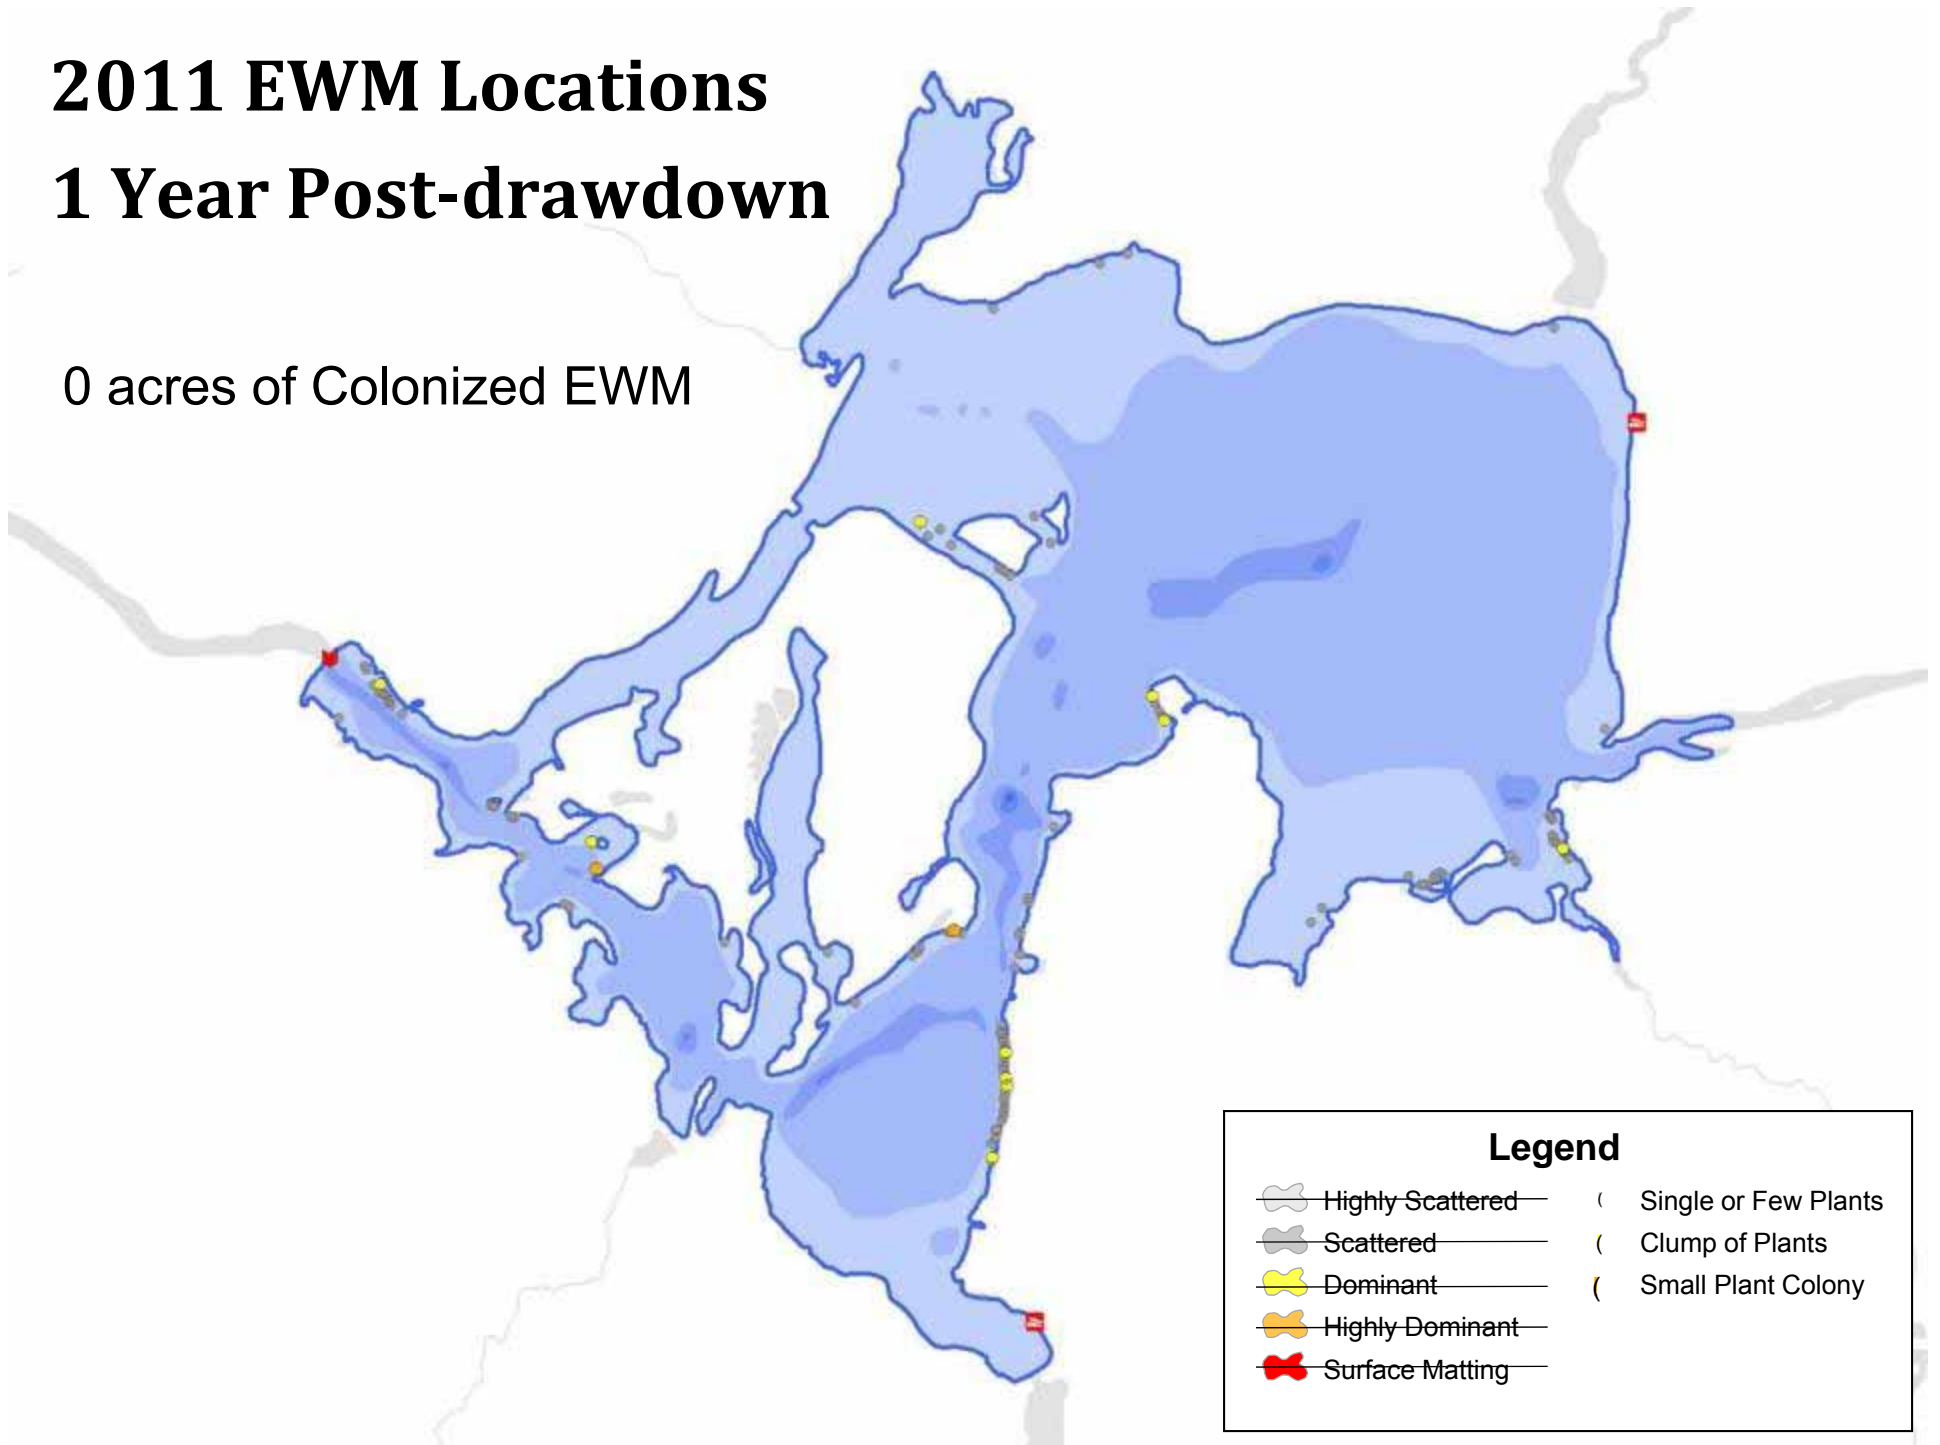 2011 EWM Locations
1 Year Post-drawdown
0 acres of Colonized EWM
Legend
Highly Scattered
Scattered
Dominant
Highly Dominant
Surface Matting
Single or Few Plants
Clump of Plants
Small Plant Colony